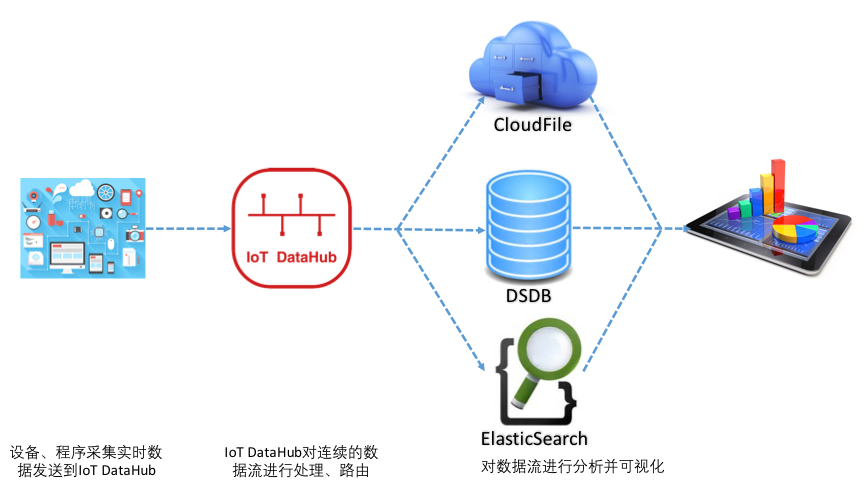 CloudFile
IoT DataHub
DSDB
ElasticSearch
设备、程序采集实时数
据发送到IoT DataHub
IoT DataHub对连续的数
据流进行处理、路由
对数据流进行分析并可视化